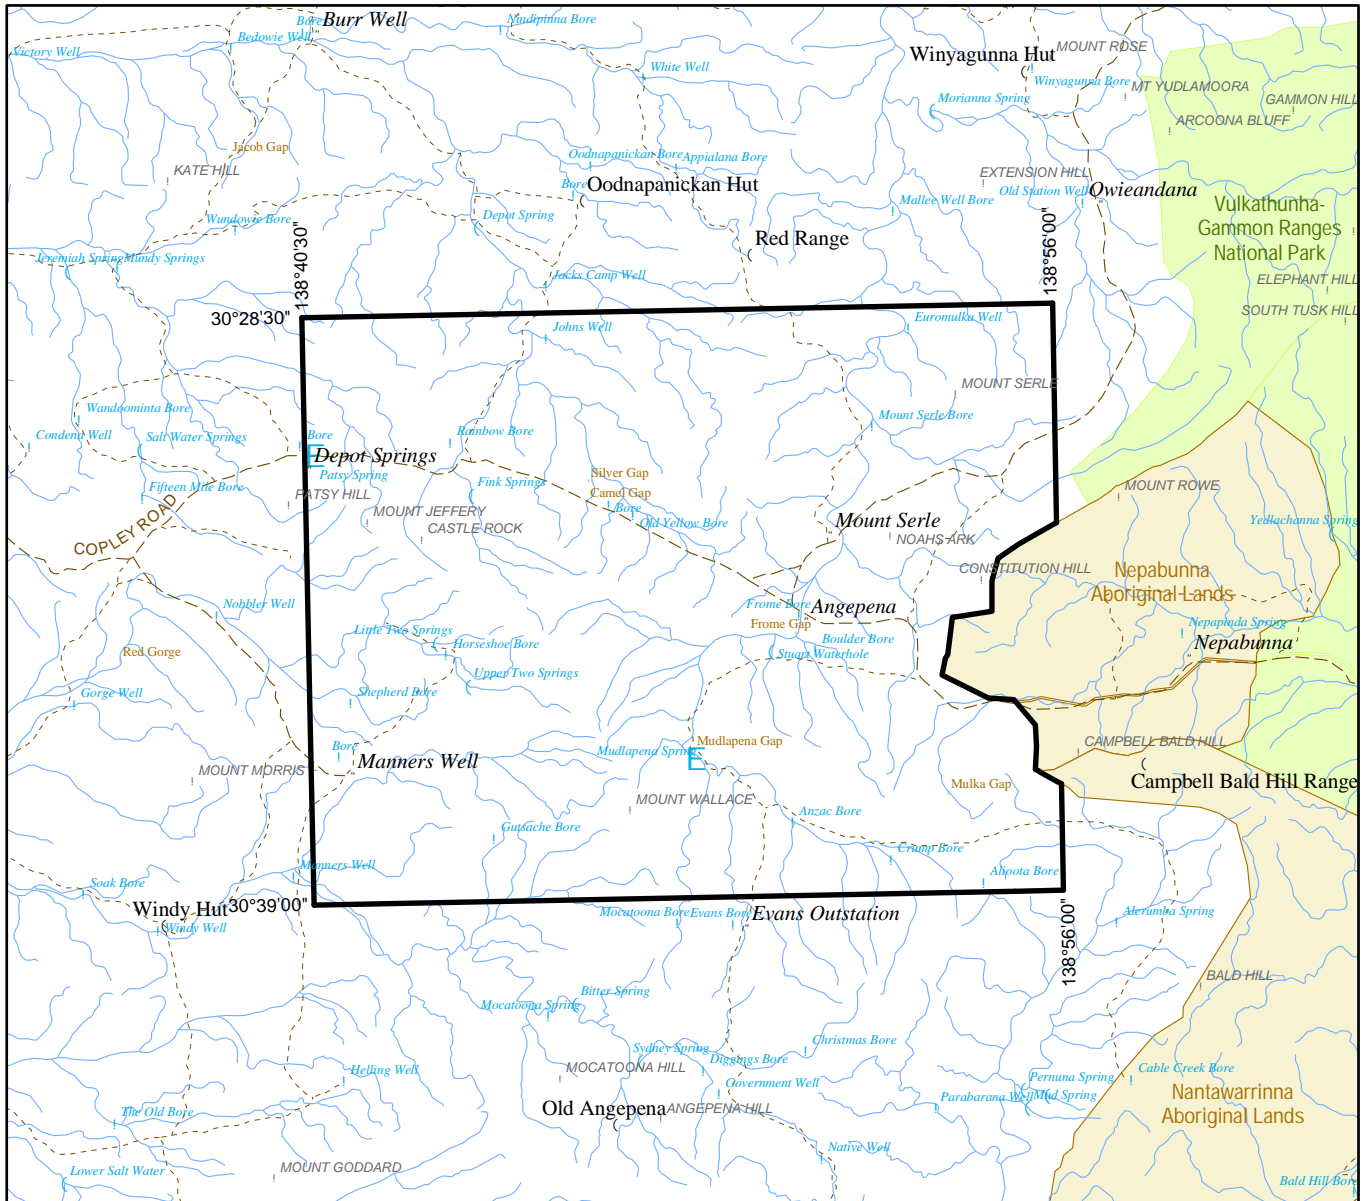 Burr Well
Bore
Nindipinna Bore
Bedowie Well
Victory Well
Winyagunna Hut
MOUNT ROSE
White Well
Winyagunna Bore
MT YUDLAMOORA
Morianna Spring
GAMMON HILL
ARCOONA BLUFF
Jacob Gap
KATE HILL
Oodnapanickan Bore
Appialana Bore
EXTENSION HILL
Bore
Oodnapanickan Hut
Old Station Well
Owieandana
Mallee Well Bore
Vulkathunna-
Gammon Ranges
National Park
Wundowie Bore
Depot Spring
Red Range
138°40'30"
138°56'00"
Jeremiah Spring
Mundy Springs
Jacks Camp Well
ELEPHANT HILL
SOUTH TUSK HILL
30°28'30"
Johns Well
Euromulka Well
MOUNT SERLE
Wandoominta Bore
Mount Serle Bore
Condend Well
Salt Water Springs
Bore
Rainbow Bore
E
Depot Springs
Patsy Spring
Silver Gap
Fink Springs
Camel Gap
Fifteen Mile Bore
PATSY HILL
MOUNT ROWE
Bore
MOUNT JEFFERY
Old Yellow Bore
Mount Serle
Yedlachanna Spring
CASTLE ROCK
NOAHS ARK
COPLEY ROAD
CONSTITUTION HILL
Nepabunna
Aboriginal Lands
Nobbler Well
Frome Bore
Angepena
Frome Gap
Nepapinda Spring
Little Two Springs
Horseshoe Bore
Boulder Bore
Nepabunna
Red Gorge
Stuart Waterhole
Upper Two Springs
Gorge Well
Shepherd Bore
Bore
Manners Well
Mudlapena Gap
Mudlapena Spring
E
CAMPBELL BALD HILL
MOUNT MORRIS
Mulka Gap
Campbell Bald Hill Range
MOUNT WALLACE
Anzac Bore
Gutsache Bore
Crump Bore
Manners Well
Alioota Bore
Soak Bore
Windy Hut
30°39'00"
Mocatoona Bore
Evans Bore
Evans Outstation
Alerumba Spring
Windy Well
138°56'00"
BALD HILL
Bitter Spring
Mocatoona Spring
Christmas Bore
Sydney Spring
Diggings Bore
MOCATOONA HILL
Helling Well
Government Well
Pernuna Spring
Cable Creek Bore
Parabarana Well
Mud Spring
Nantawarrinna
Aboriginal Lands
The Old Bore
Old Angepena
ANGEPENA HILL
Native Well
MOUNT GODDARD
Lower Salt Water
Bald Hill Bore